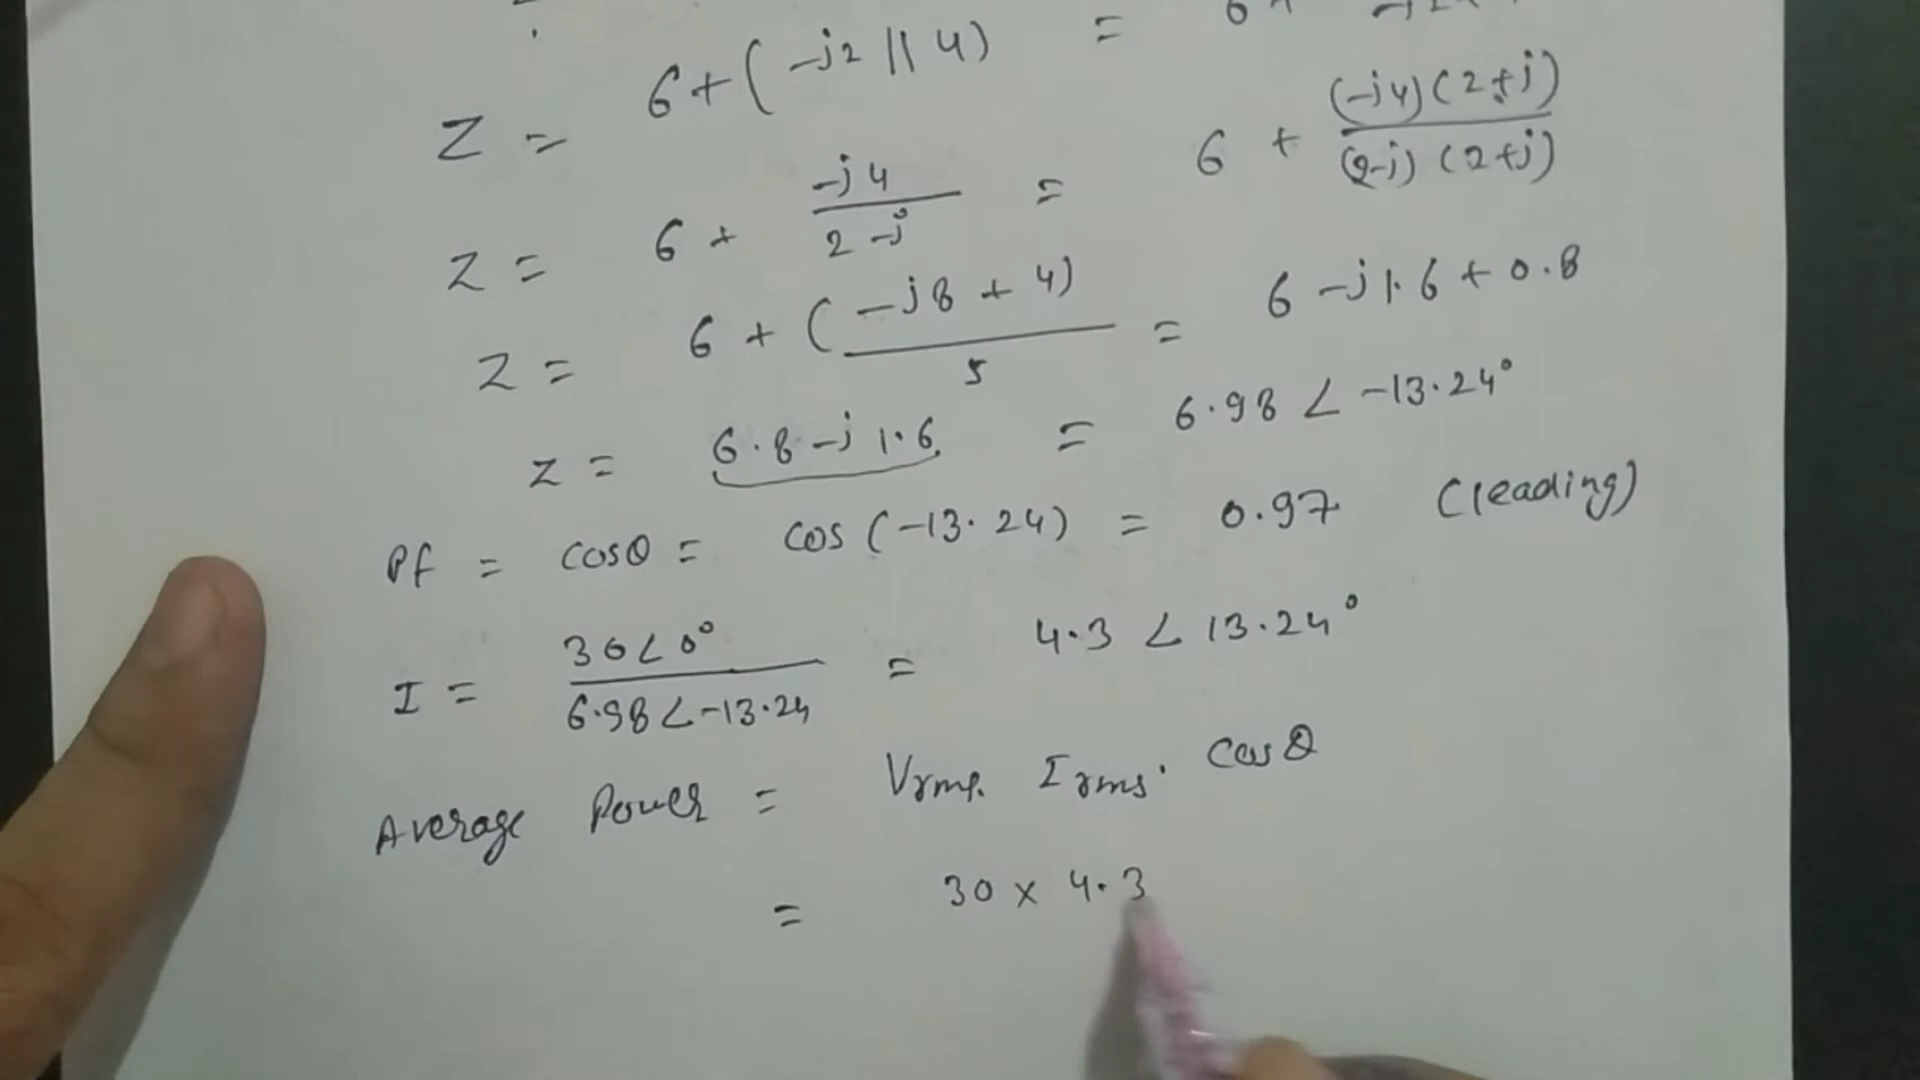 Z = 6 + ( -j2 || 4 ) =
Z = 6 + -j4 / 2-j = 6 + (-j4)(2+j) / (2-j)(2+j)
Z = 6 + ( -j8 + 4) / 5 = 6 - j1.6 + 0.8
Z = 6.8 - j 1.6 = 6.98 ∠ -13.24°
Pf = cosθ = cos (-13.24) = 0.97 (leading)
I = 30∠0° / 6.98∠-13.24 = 4.3 ∠ 13.24°
Average Power = Vrms. Irms. cosθ
= 30 x 4.3